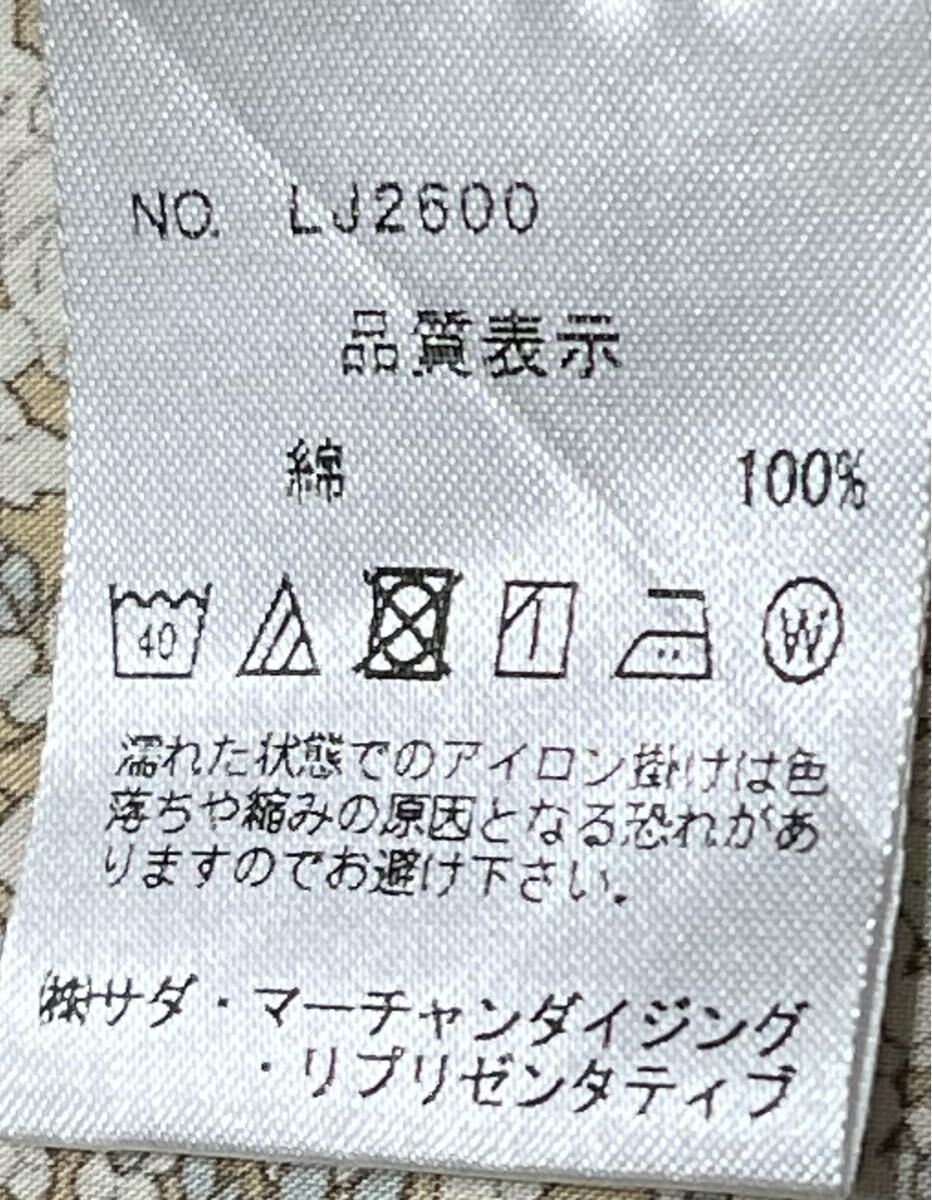 NO. LJ2600
品質表示
綿 100%
40 W
濡れた状態でのアイロン掛けは色
落ちや縮みの原因となる恐れがあ
りますのでお避け下さい。
㈱サダ・マーチャンダイジング
・リプリゼンタティブ